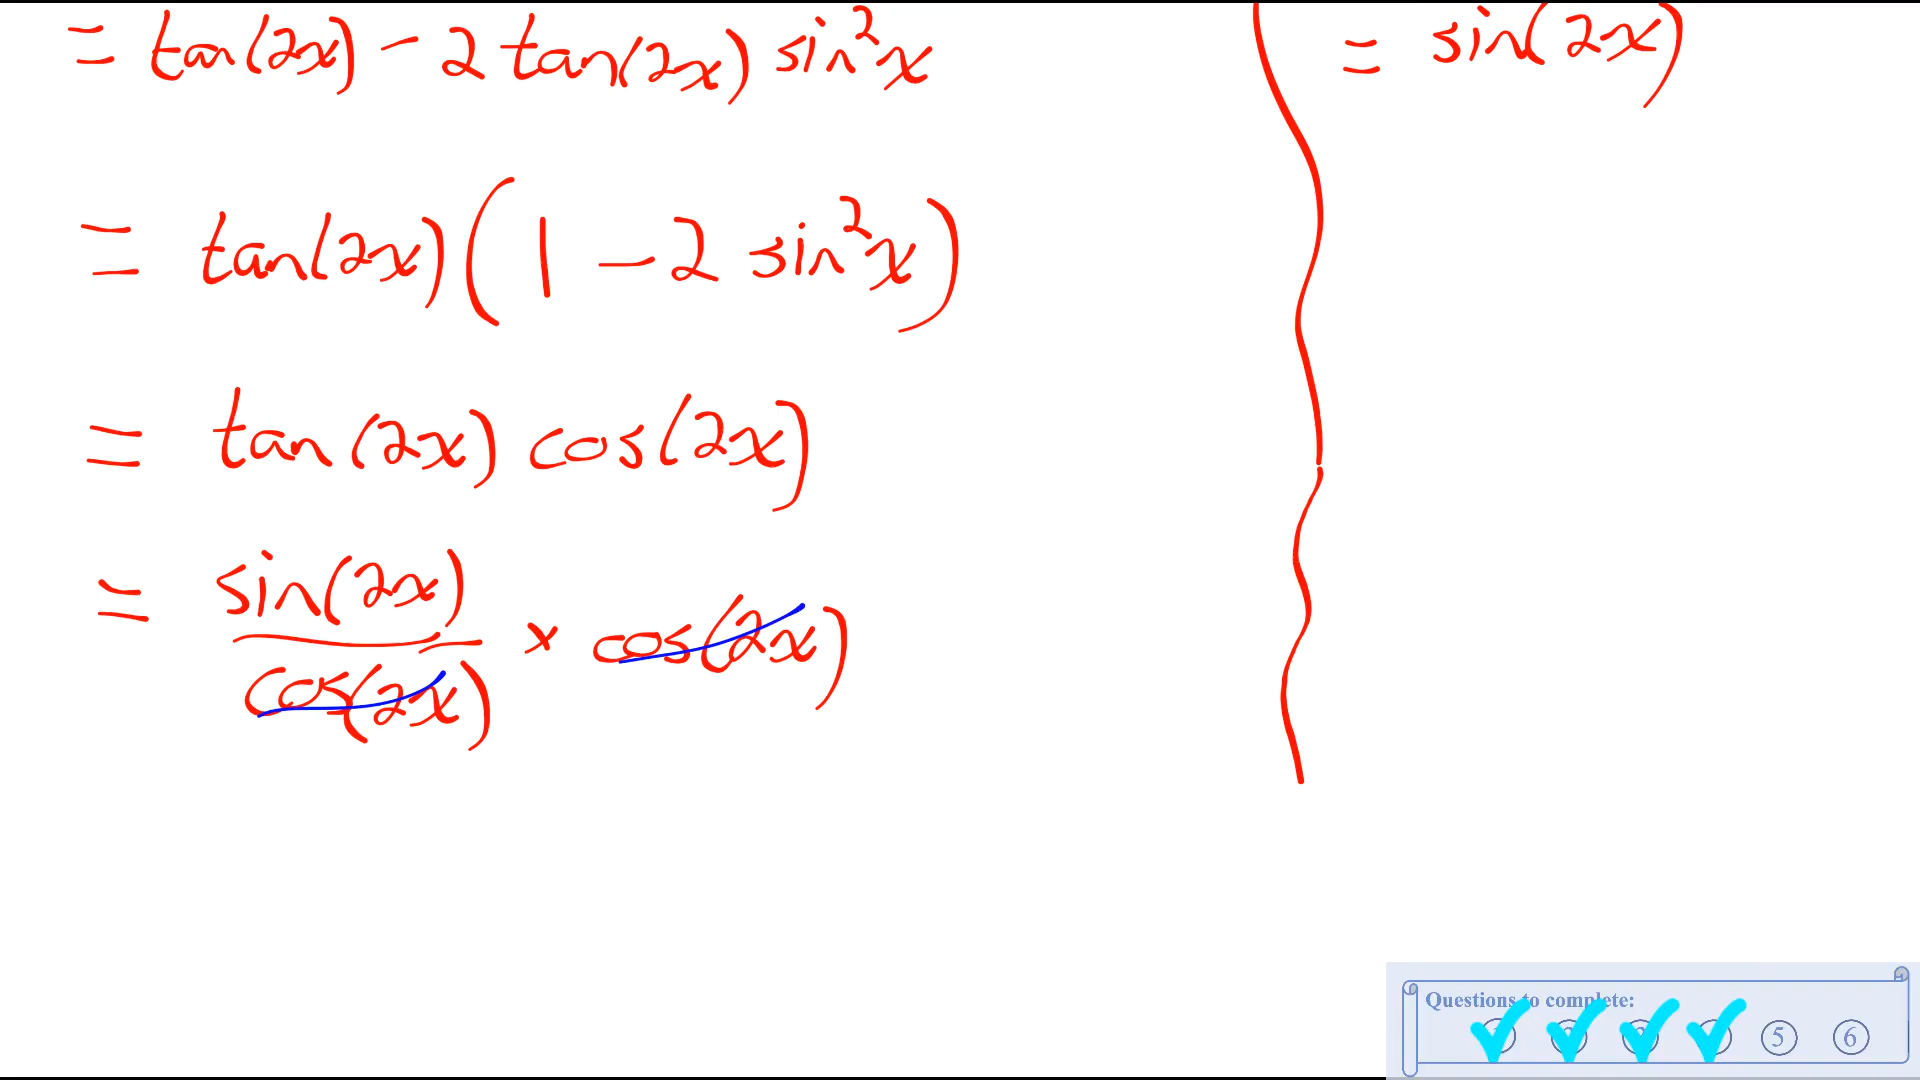 = tan(2x) - 2 tan(2x) sin²x
= tan(2x) (1 - 2 sin²x)
= tan(2x) cos(2x)
= sin(2x)/cos(2x) × cos(2x)
= sin(2x)
Questions to complete:
5 6